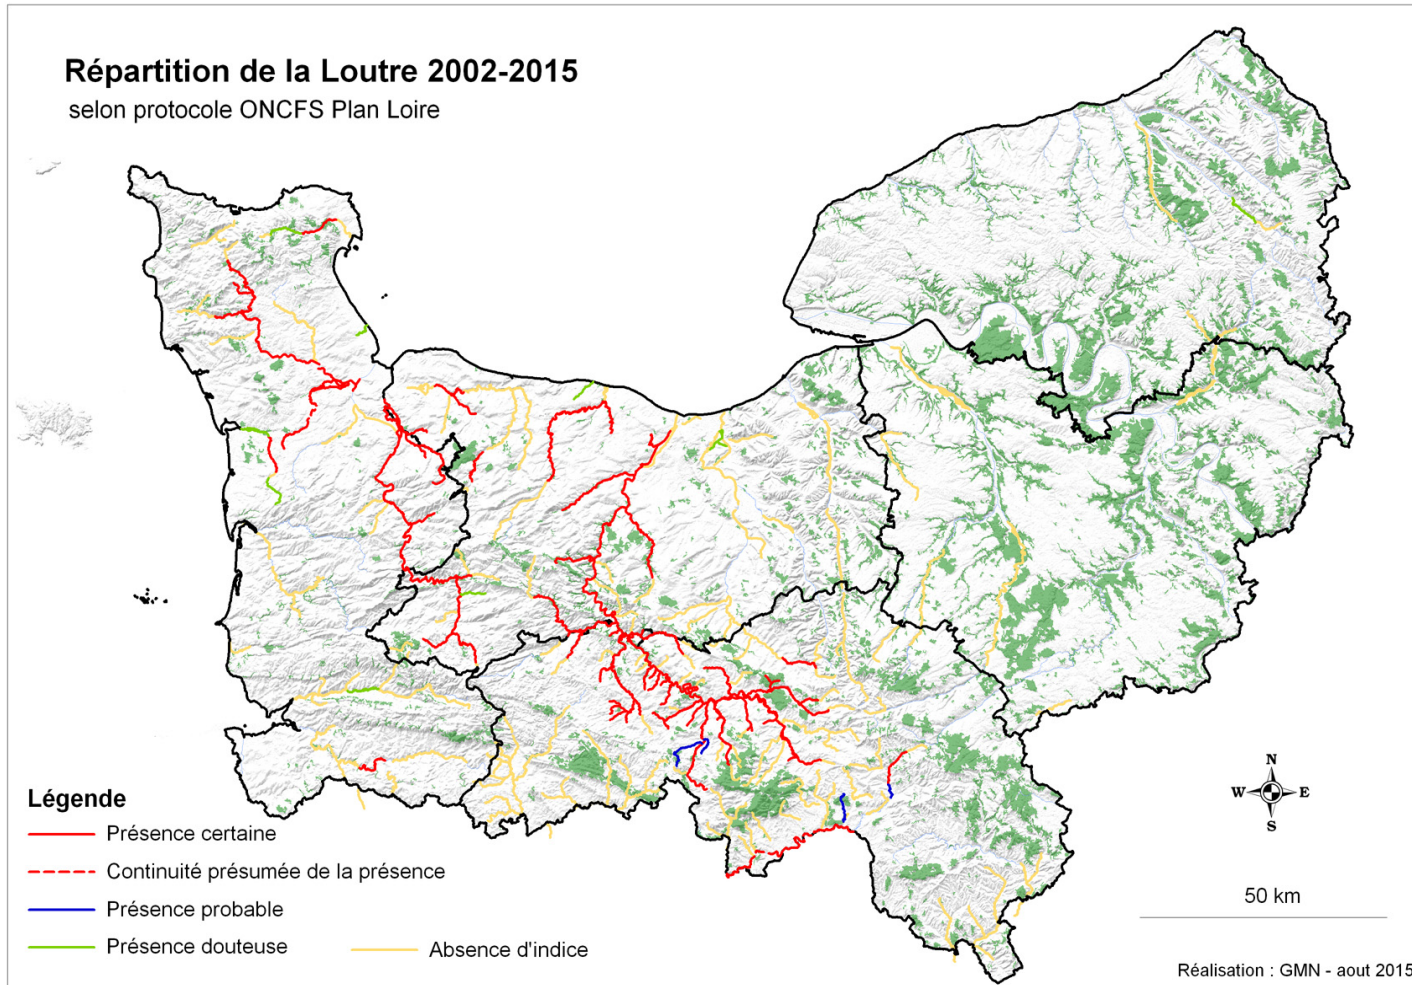 Répartition de la Loutre 2002-2015
selon protocole ONCFS Plan Loire
N
W E
S
50 km
Légende
Présence certaine
Continuité présumée de la présence
Présence probable
Présence douteuse
Absence d'indice
Réalisation : GMN - aout 2015